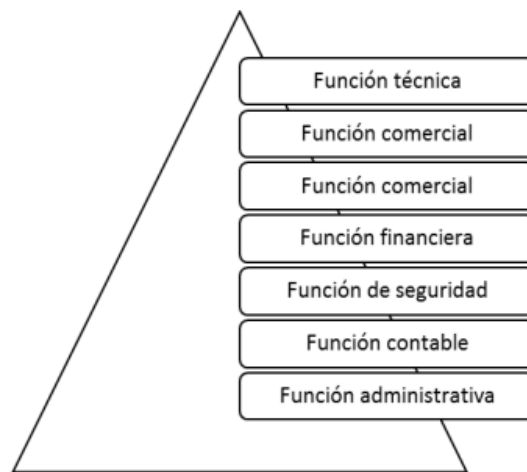 Función técnica
Función comercial
Función comercial
Función financiera
Función de seguridad
Función contable
Función administrativa